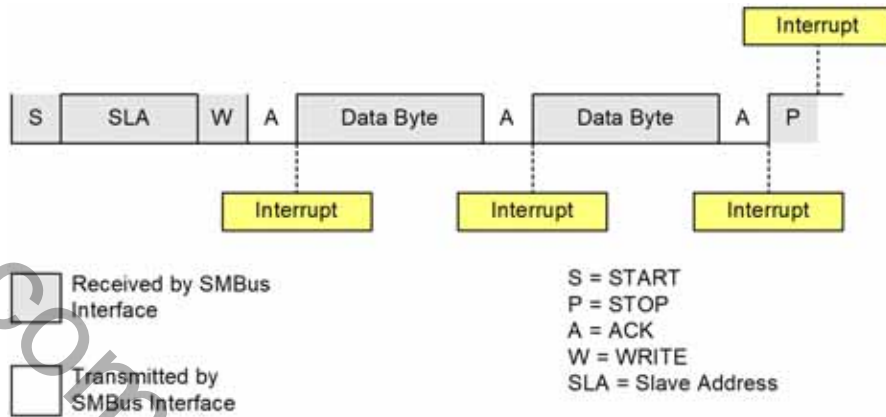 Interrupt
S SLA W A Data Byte A Data Byte A P
Interrupt Interrupt Interrupt
Received by SMBus
Interface
Transmitted by
SMBus Interface
S = START
P = STOP
A = ACK
W = WRITE
SLA = Slave Address
com